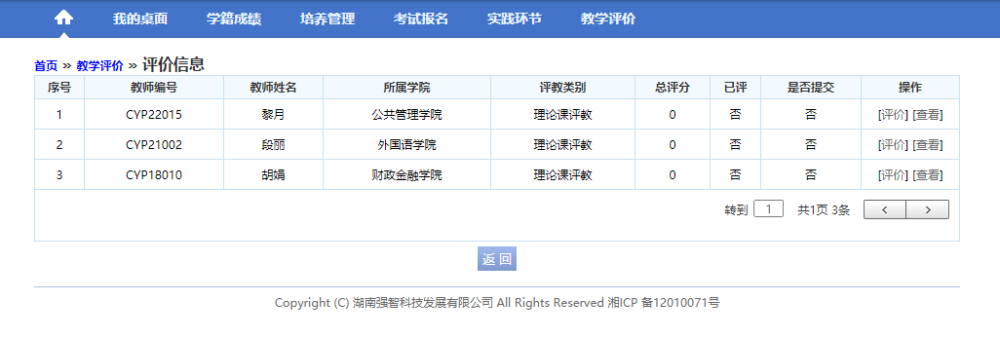 我的桌面 学籍成绩 培养管理 考试报名 实践环节 教学评价
首页 » 教学评价 » 评价信息
序号 教师编号 教师姓名 所属学院 评教类别 总评分 已评 是否提交 操作
1 CYP22015 黎月 公共管理学院 理论课评教 0 否 否 [评价] [查看]
2 CYP21002 段丽 外国语学院 理论课评教 0 否 否 [评价] [查看]
3 CYP18010 胡娟 财政金融学院 理论课评教 0 否 否 [评价] [查看]
转到 1 共1页 3条 < >
返 回
Copyright (C) 湖南强智科技发展有限公司 All Rights Reserved 湘ICP 备12010071号